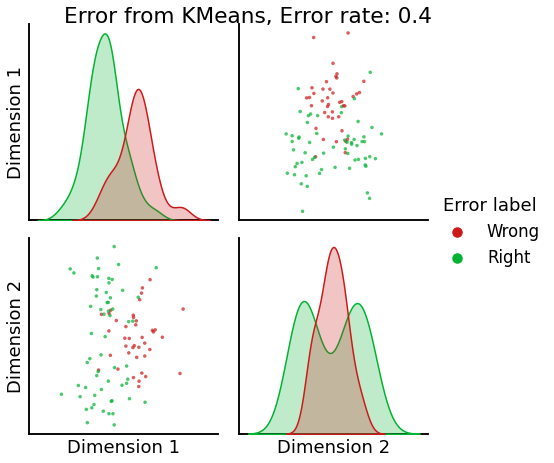 Error from KMeans, Error rate: 0.4
Dimension 1
Error label
Wrong
Right
Dimension 2
Dimension 1
Dimension 2